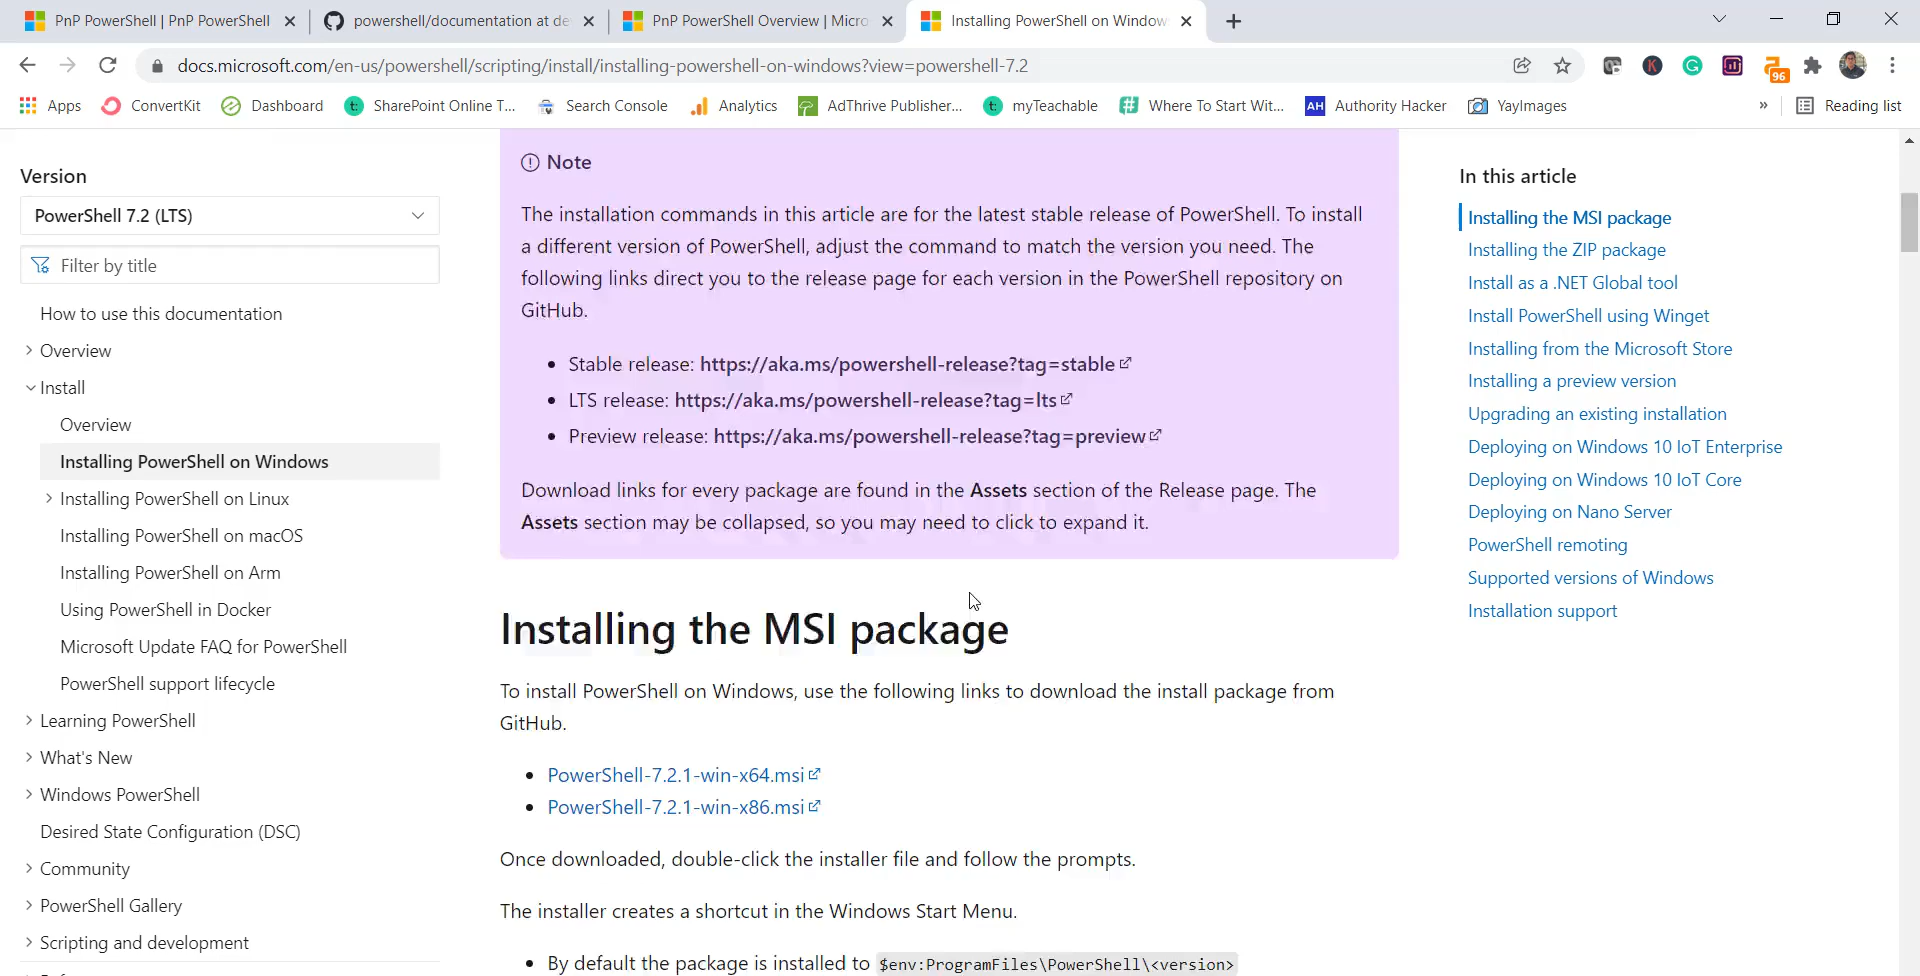 PnP PowerShell | PnP PowerShell
powershell/documentation at de
PnP PowerShell Overview | Micro
Installing PowerShell on Window
docs.microsoft.com/en-us/powershell/scripting/install/installing-powershell-on-windows?view=powershell-7.2
96
Apps
ConvertKit
Dashboard
SharePoint Online T...
Search Console
Analytics
AdThrive Publisher...
myTeachable
Where To Start Wit...
AH Authority Hacker
YayImages
»
Reading list
Version
PowerShell 7.2 (LTS)
Filter by title
How to use this documentation
Overview
Install
Overview
Installing PowerShell on Windows
Installing PowerShell on Linux
Installing PowerShell on macOS
Installing PowerShell on Arm
Using PowerShell in Docker
Microsoft Update FAQ for PowerShell
PowerShell support lifecycle
Learning PowerShell
What's New
Windows PowerShell
Desired State Configuration (DSC)
Community
PowerShell Gallery
Scripting and development
Note
The installation commands in this article are for the latest stable release of PowerShell. To install
a different version of PowerShell, adjust the command to match the version you need. The
following links direct you to the release page for each version in the PowerShell repository on
GitHub.
• Stable release: https://aka.ms/powershell-release?tag=stable
• LTS release: https://aka.ms/powershell-release?tag=lts
• Preview release: https://aka.ms/powershell-release?tag=preview
Download links for every package are found in the Assets section of the Release page. The
Assets section may be collapsed, so you may need to click to expand it.
Installing the MSI package
To install PowerShell on Windows, use the following links to download the install package from
GitHub.
• PowerShell-7.2.1-win-x64.msi
• PowerShell-7.2.1-win-x86.msi
Once downloaded, double-click the installer file and follow the prompts.
The installer creates a shortcut in the Windows Start Menu.
• By default the package is installed to $env:ProgramFiles\PowerShell\<version>
In this article
Installing the MSI package
Installing the ZIP package
Install as a .NET Global tool
Install PowerShell using Winget
Installing from the Microsoft Store
Installing a preview version
Upgrading an existing installation
Deploying on Windows 10 IoT Enterprise
Deploying on Windows 10 IoT Core
Deploying on Nano Server
PowerShell remoting
Supported versions of Windows
Installation support